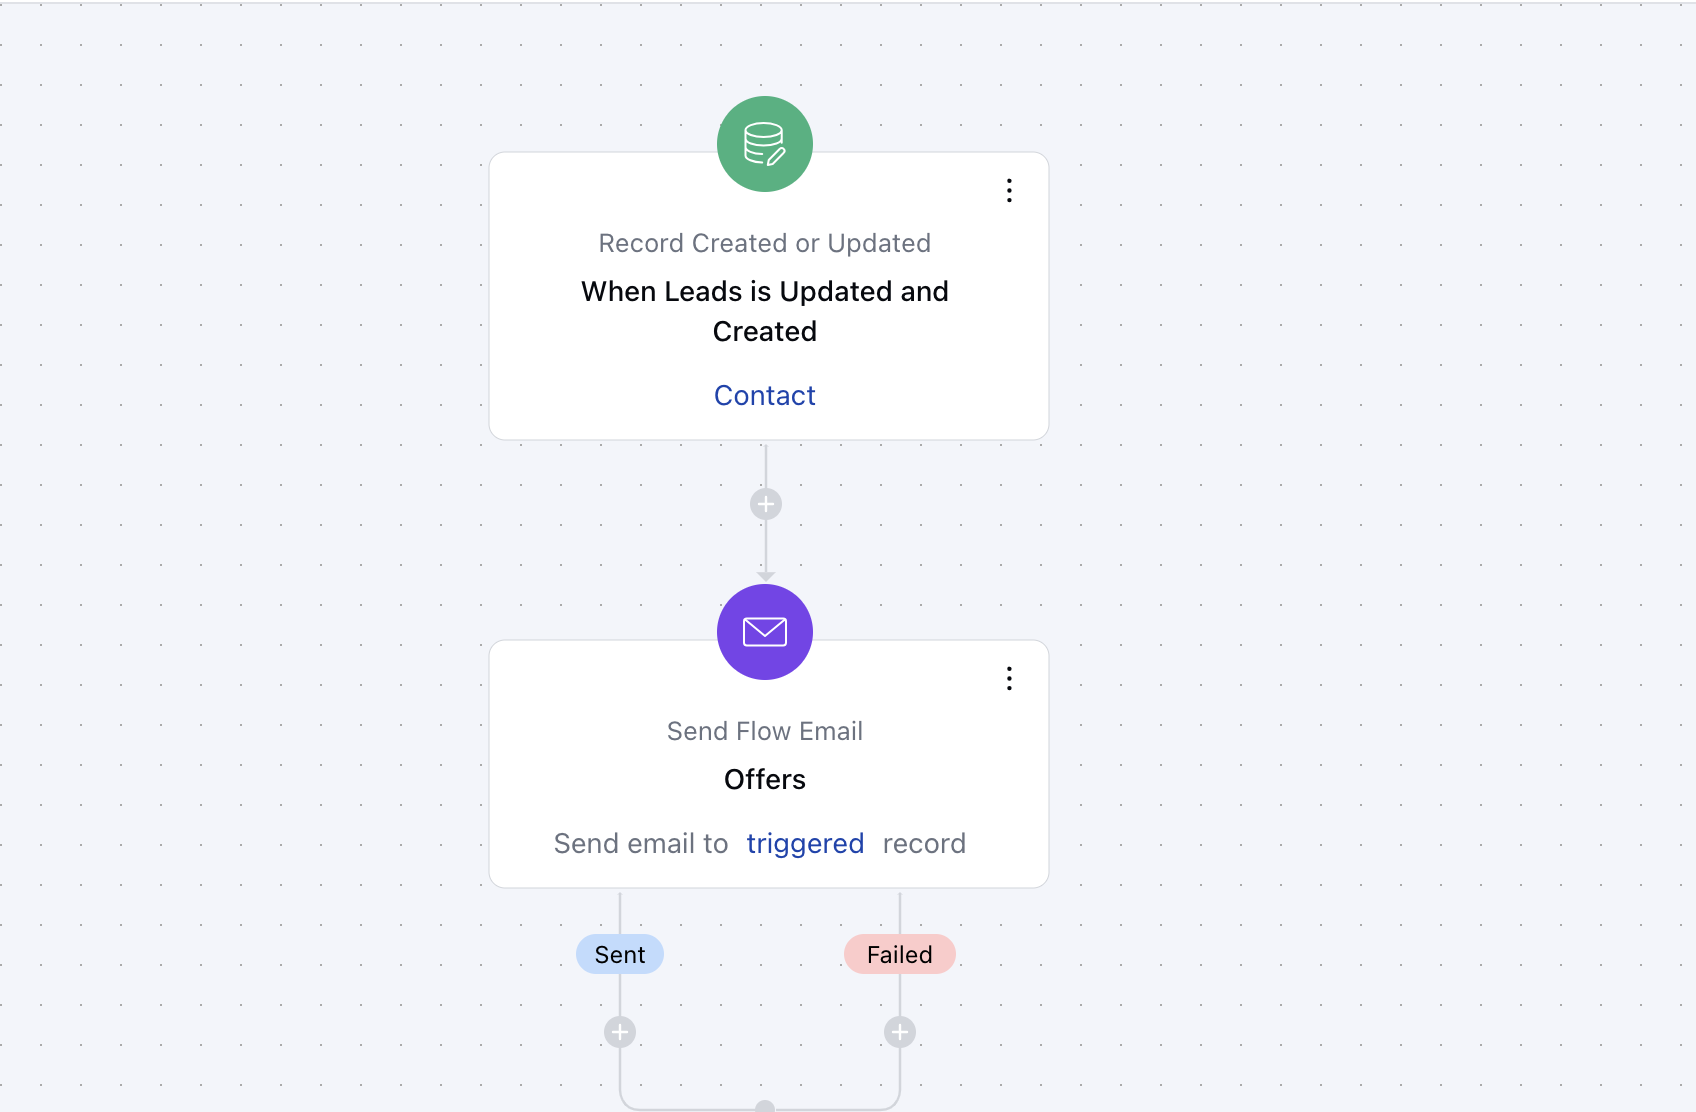 Record Created or Updated
When Leads is Updated and
Created
Contact
Send Flow Email
Offers
Send email to triggered record
Sent
Failed